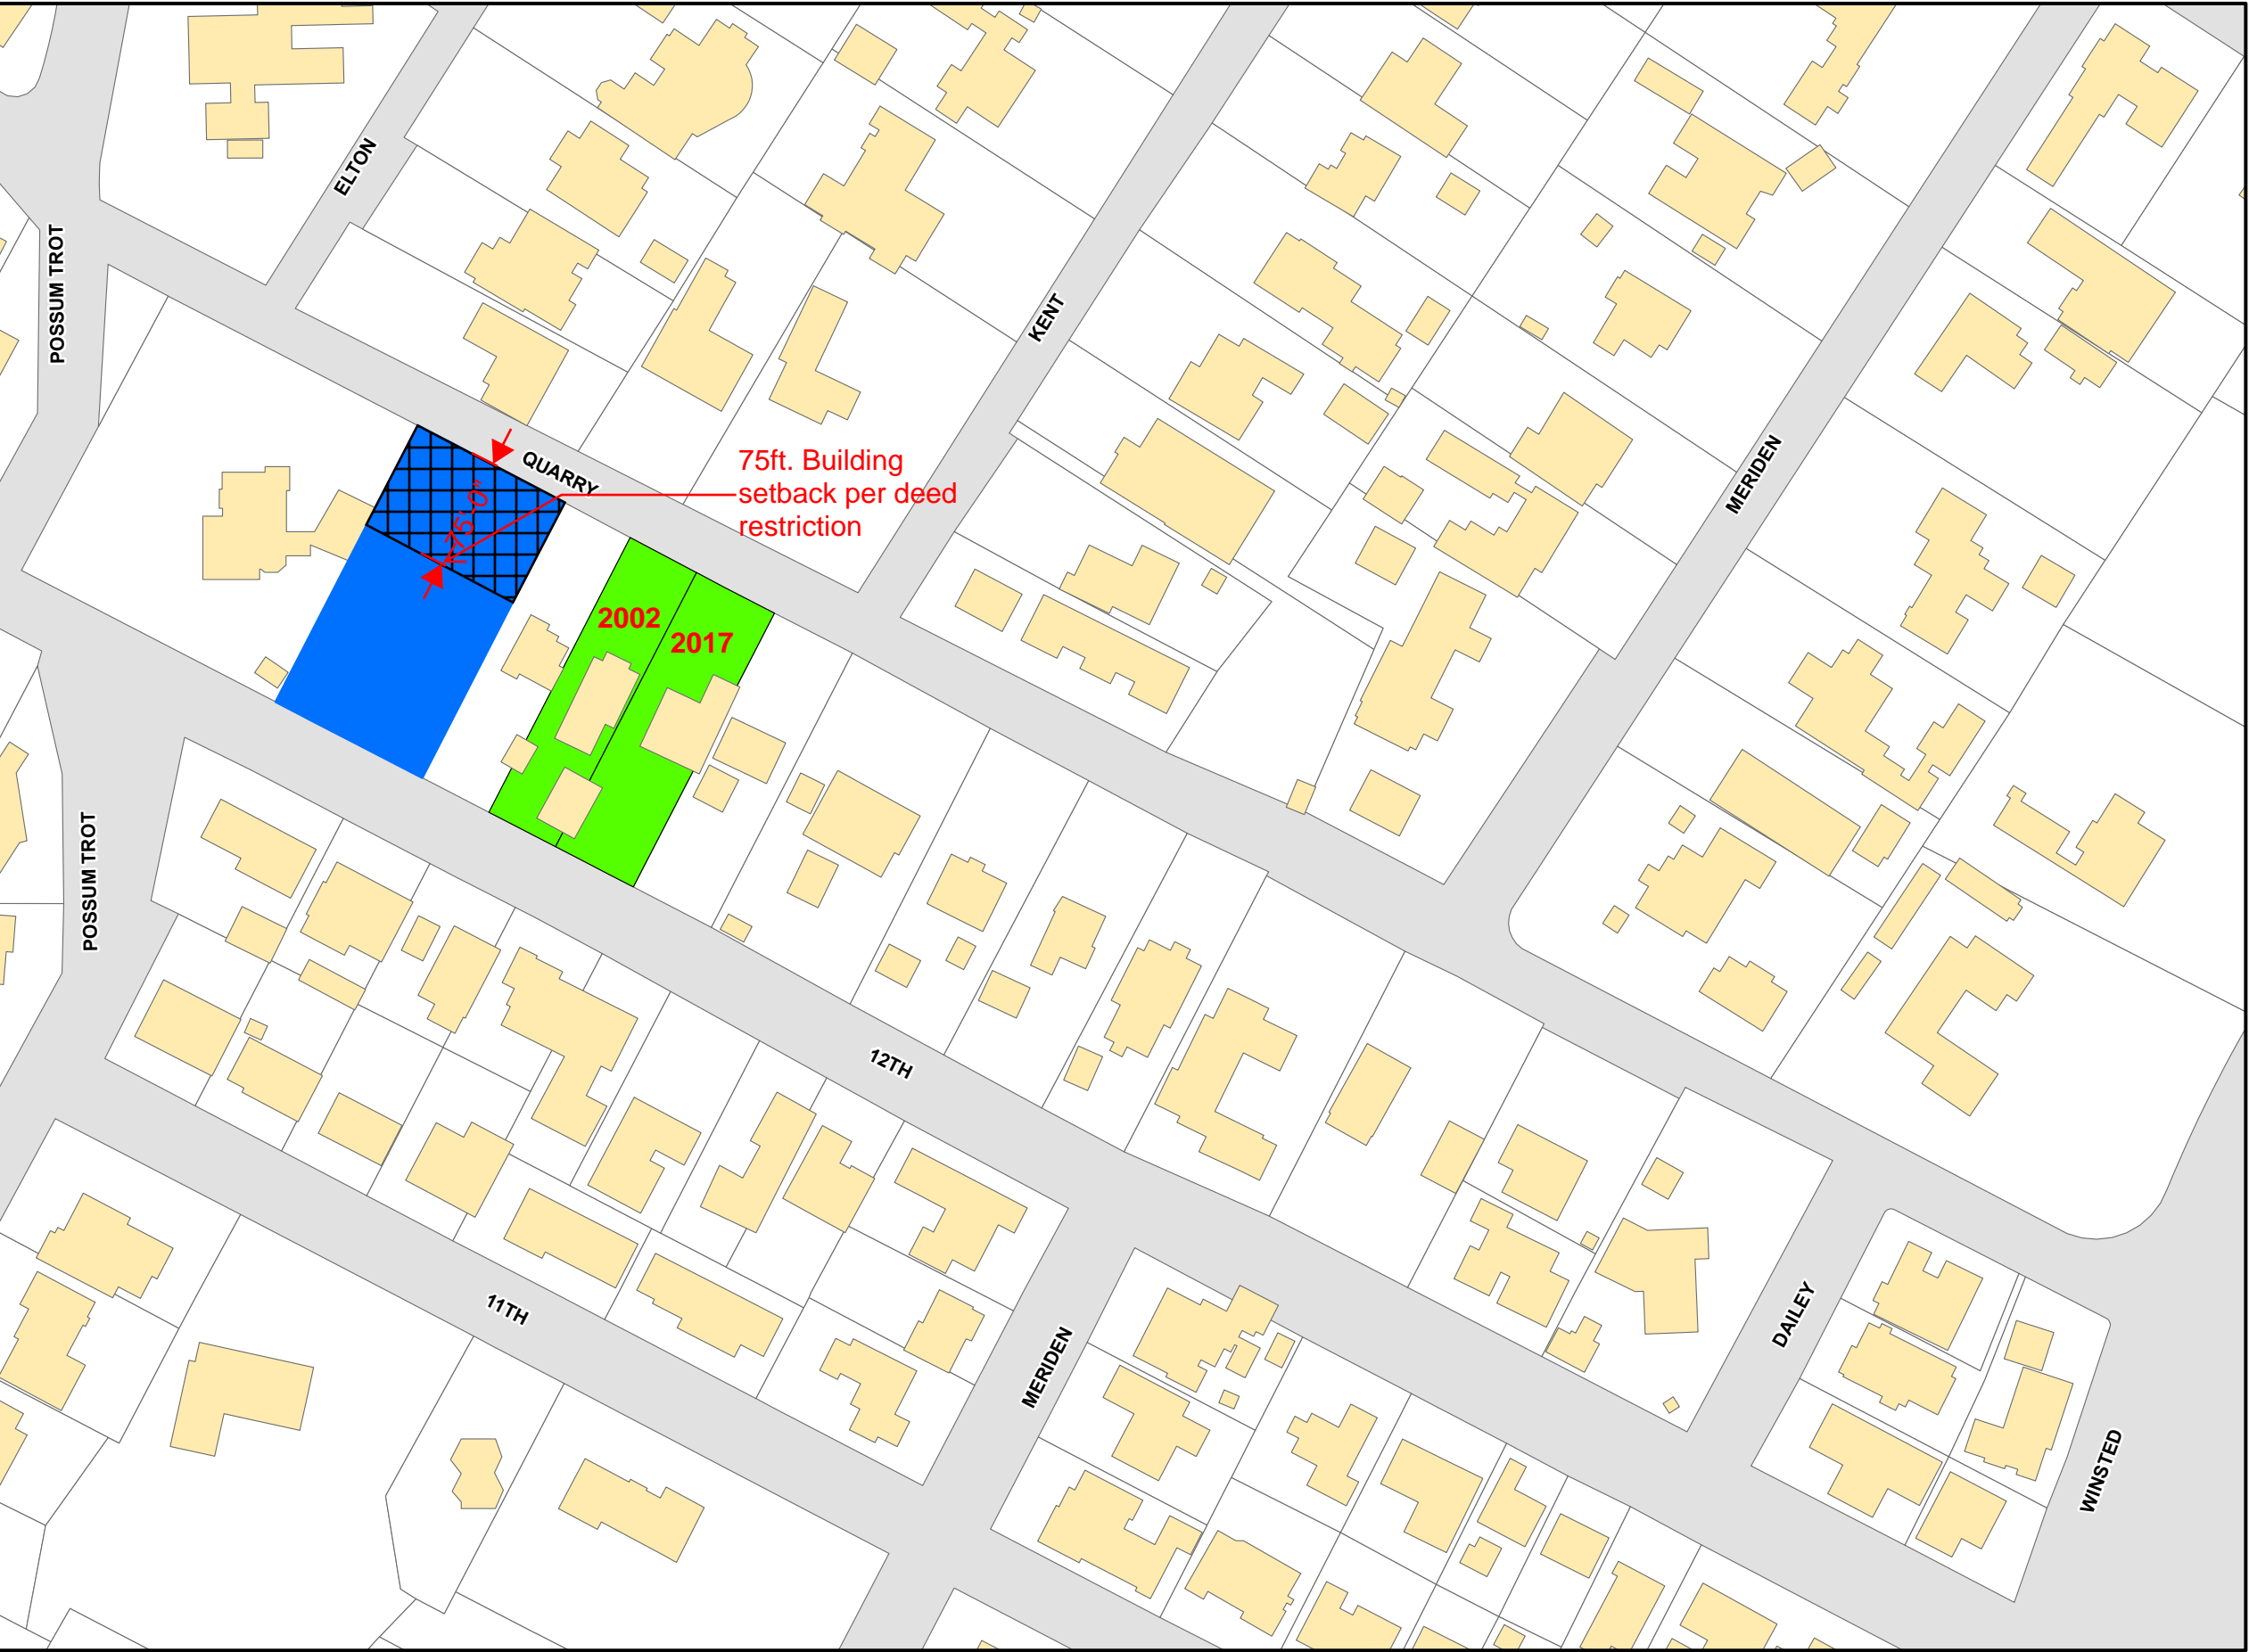 ELTON
POSSUM TROT
KENT
QUARRY
75ft. Building
setback per deed
restriction
75'-0"
MERIDEN
2002
2017
POSSUM TROT
12TH
11TH
MERIDEN
DAILEY
WINSTED